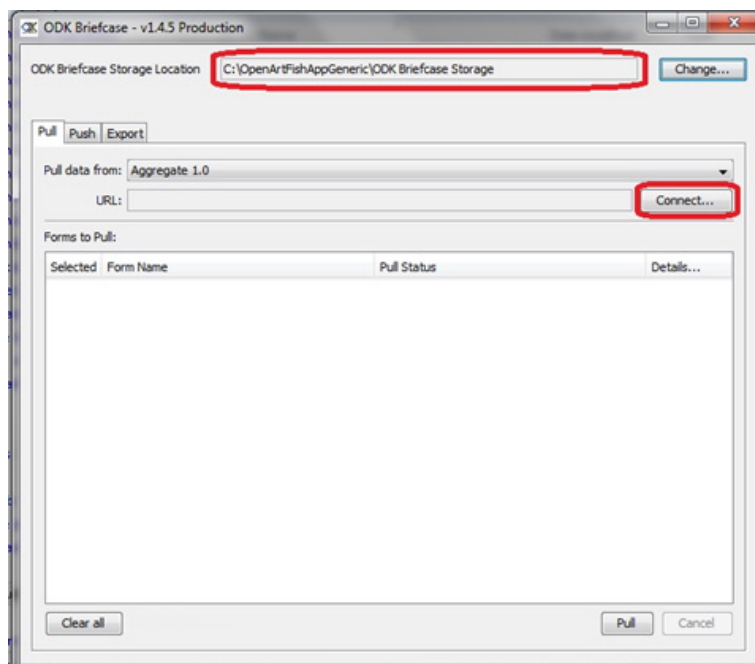 ODK Briefcase - v1.4.5 Production
ODK Briefcase Storage Location C:\OpenArtFishAppGeneric\ODK Briefcase Storage Change...
Pull Push Export
Pull data from: Aggregate 1.0
URL: Connect...
Forms to Pull:
Selected Form Name Pull Status Details...
Clear all Pull Cancel